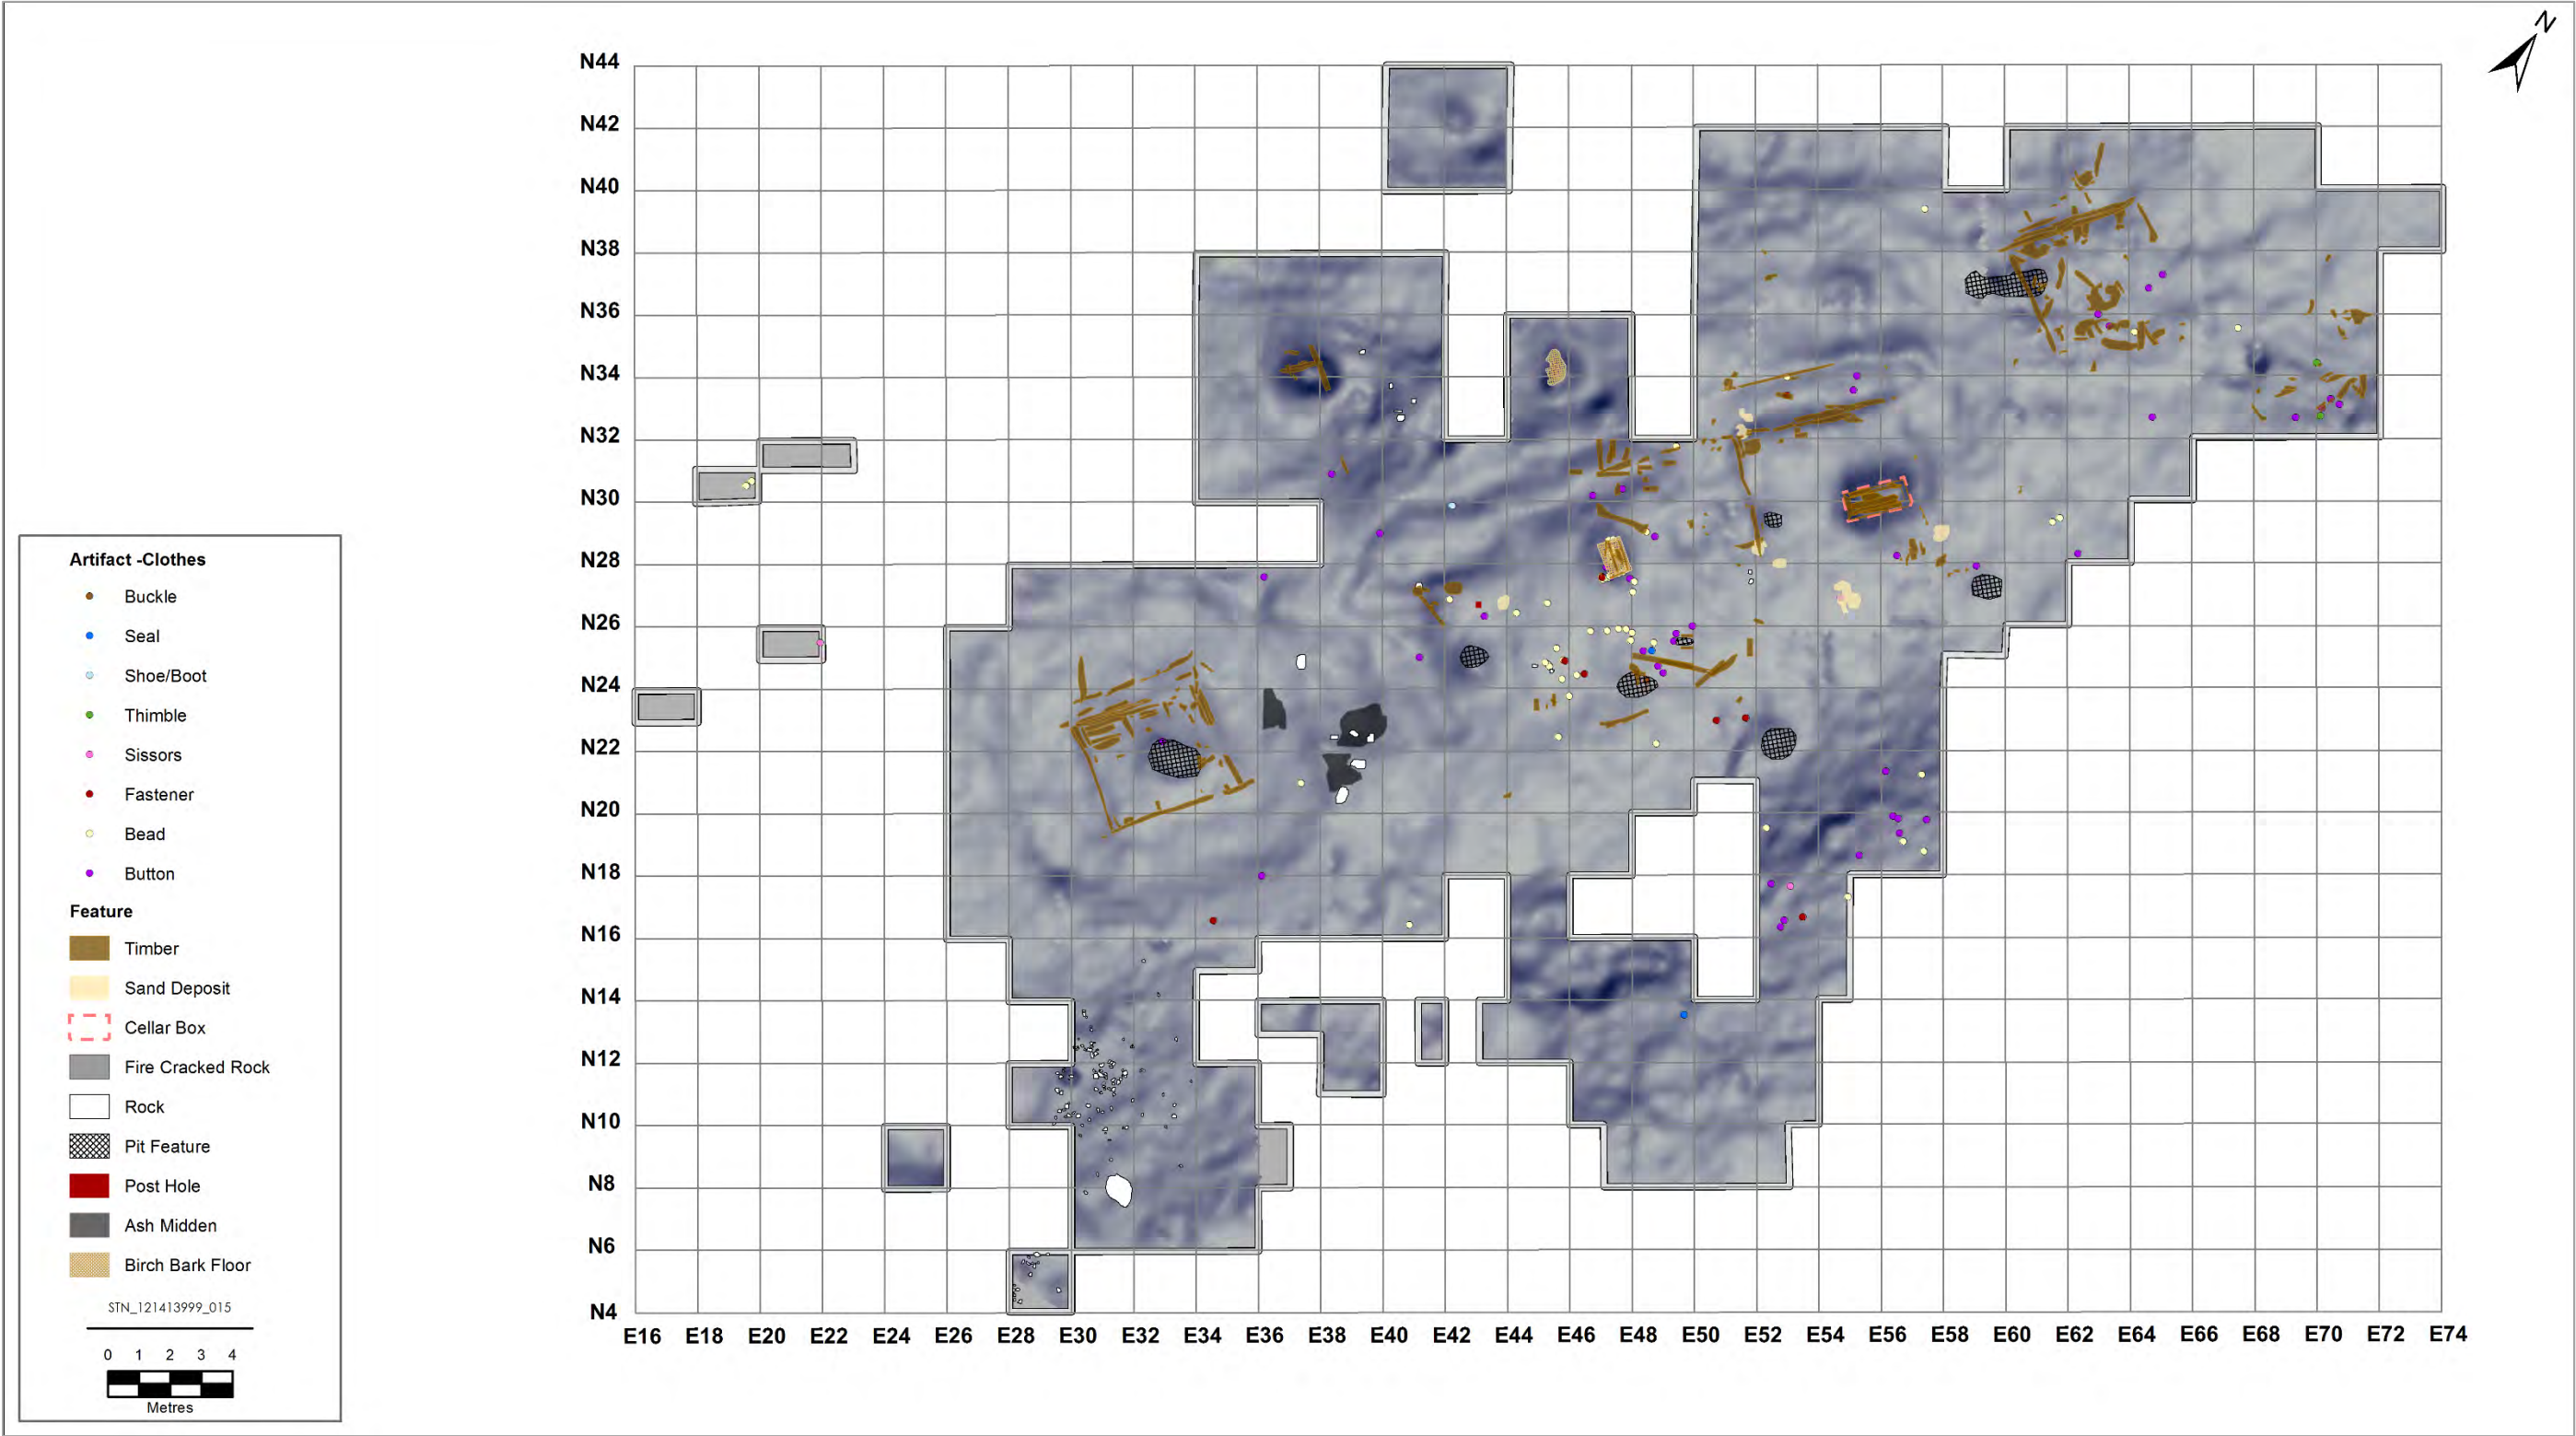 N
N44
N42
N40
N38
N36
N34
N32
N30
N28
N26
N24
N22
N20
N18
N16
N14
N12
N10
N8
N6
N4
E16 E18 E20 E22 E24 E26 E28 E30 E32 E34 E36 E38 E40 E42 E44 E46 E48 E50 E52 E54 E56 E58 E60 E62 E64 E66 E68 E70 E72 E74
Artifact -Clothes
Buckle
Seal
Shoe/Boot
Thimble
Sissors
Fastener
Bead
Button
Feature
Timber
Sand Deposit
Cellar Box
Fire Cracked Rock
Rock
Pit Feature
Post Hole
Ash Midden
Birch Bark Floor
STN_121413999_015
0 1 2 3 4
Metres